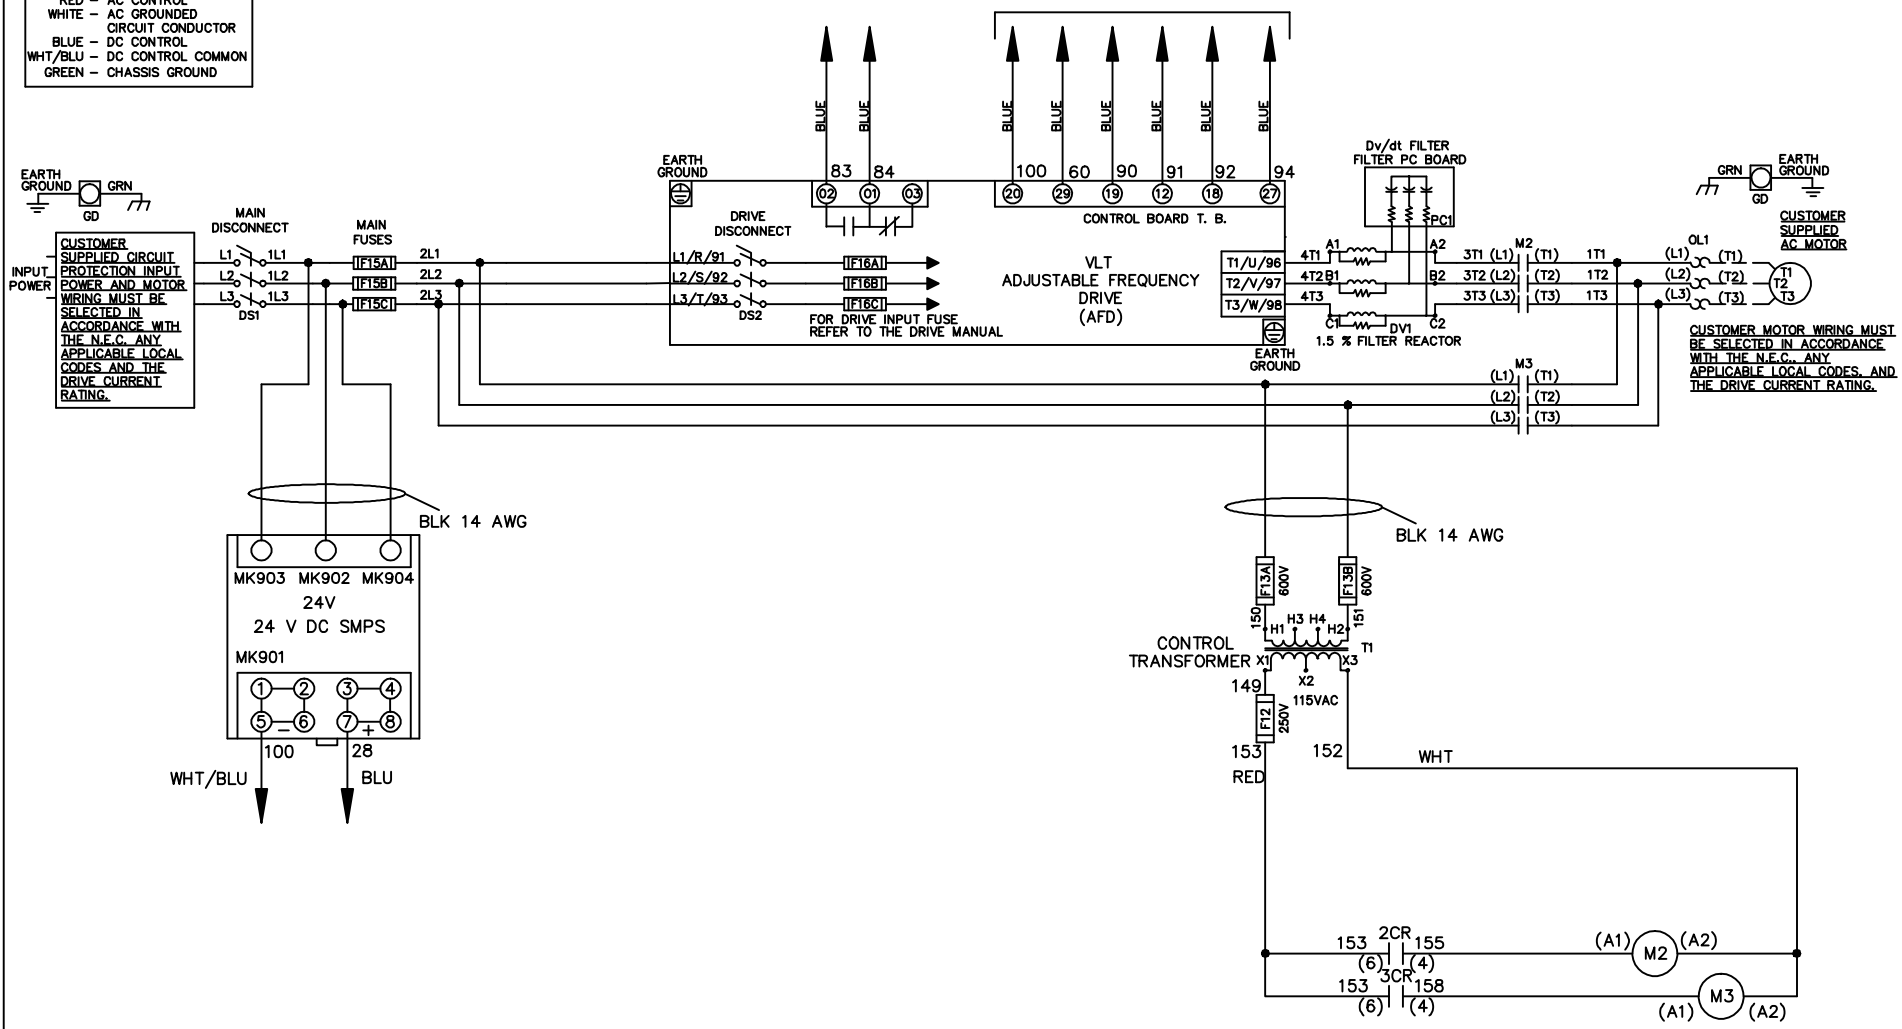 RED – AC CONTROL
WHITE – AC GROUNDED
CIRCUIT CONDUCTOR
BLUE – DC CONTROL
WHT/BLU – DC CONTROL COMMON
GREEN – CHASSIS GROUND
BLUE
BLUE
BLUE
BLUE
BLUE
BLUE
BLUE
BLUE
EARTH
GROUND
GRN
GD
MAIN
DISCONNECT
MAIN
FUSES
EARTH
GROUND
83
84
02
01
03
DRIVE
DISCONNECT
100
60
90
91
92
94
20
29
19
12
18
27
CONTROL BOARD T. B.
Dv/dt FILTER
FILTER PC BOARD
PC1
GRN
EARTH
GROUND
GD
CUSTOMER
SUPPLIED
AC MOTOR
INPUT
POWER
CUSTOMER
SUPPLIED CIRCUIT
PROTECTION INPUT
POWER AND MOTOR
WIRING MUST BE
SELECTED IN
ACCORDANCE WITH
THE N.E.C. ANY
APPLICABLE LOCAL
CODES AND THE
DRIVE CURRENT
RATING.
L1
1L1
F15A
2L1
L2
1L2
F15B
2L2
L3
1L3
F15C
2L3
DS1
L1/R/91
L2/S/92
L3/T/93
DS2
F16A
F16B
F16C
FOR DRIVE INPUT FUSE
REFER TO THE DRIVE MANUAL
VLT
ADJUSTABLE FREQUENCY
DRIVE
(AFD)
T1/U/96
T2/V/97
T3/W/98
EARTH
GROUND
4T1
A1
A2
4T2
B1
B2
4T3
C1
C2
DV1
1.5 % FILTER REACTOR
M2
3T1 (L1) (T1) 1T1
3T2 (L2) (T2) 1T2
3T3 (L3) (T3) 1T3
OL1
(L1) (T1)
(L2) (T2)
(L3) (T3)
T1
T2
T3
CUSTOMER MOTOR WIRING MUST
BE SELECTED IN ACCORDANCE
WITH THE N.E.C., ANY
APPLICABLE LOCAL CODES, AND
THE DRIVE CURRENT RATING.
M3
(L1) (T1)
(L2) (T2)
(L3) (T3)
BLK 14 AWG
BLK 14 AWG
MK903 MK902 MK904
24V
24 V DC SMPS
MK901
1 2 3 4
5 6 7 8
– +
100
28
WHT/BLU
BLU
F13A
600V
F13B
600V
150
151
H1 H3 H4 H2
T1
CONTROL
TRANSFORMER
X1
X3
X2
115VAC
149
F12
250V
153
RED
152
WHT
2CR
153 155
(6) (4)
(A1) M2 (A2)
3CR
153 158
(6) (4)
(A1) M3 (A2)